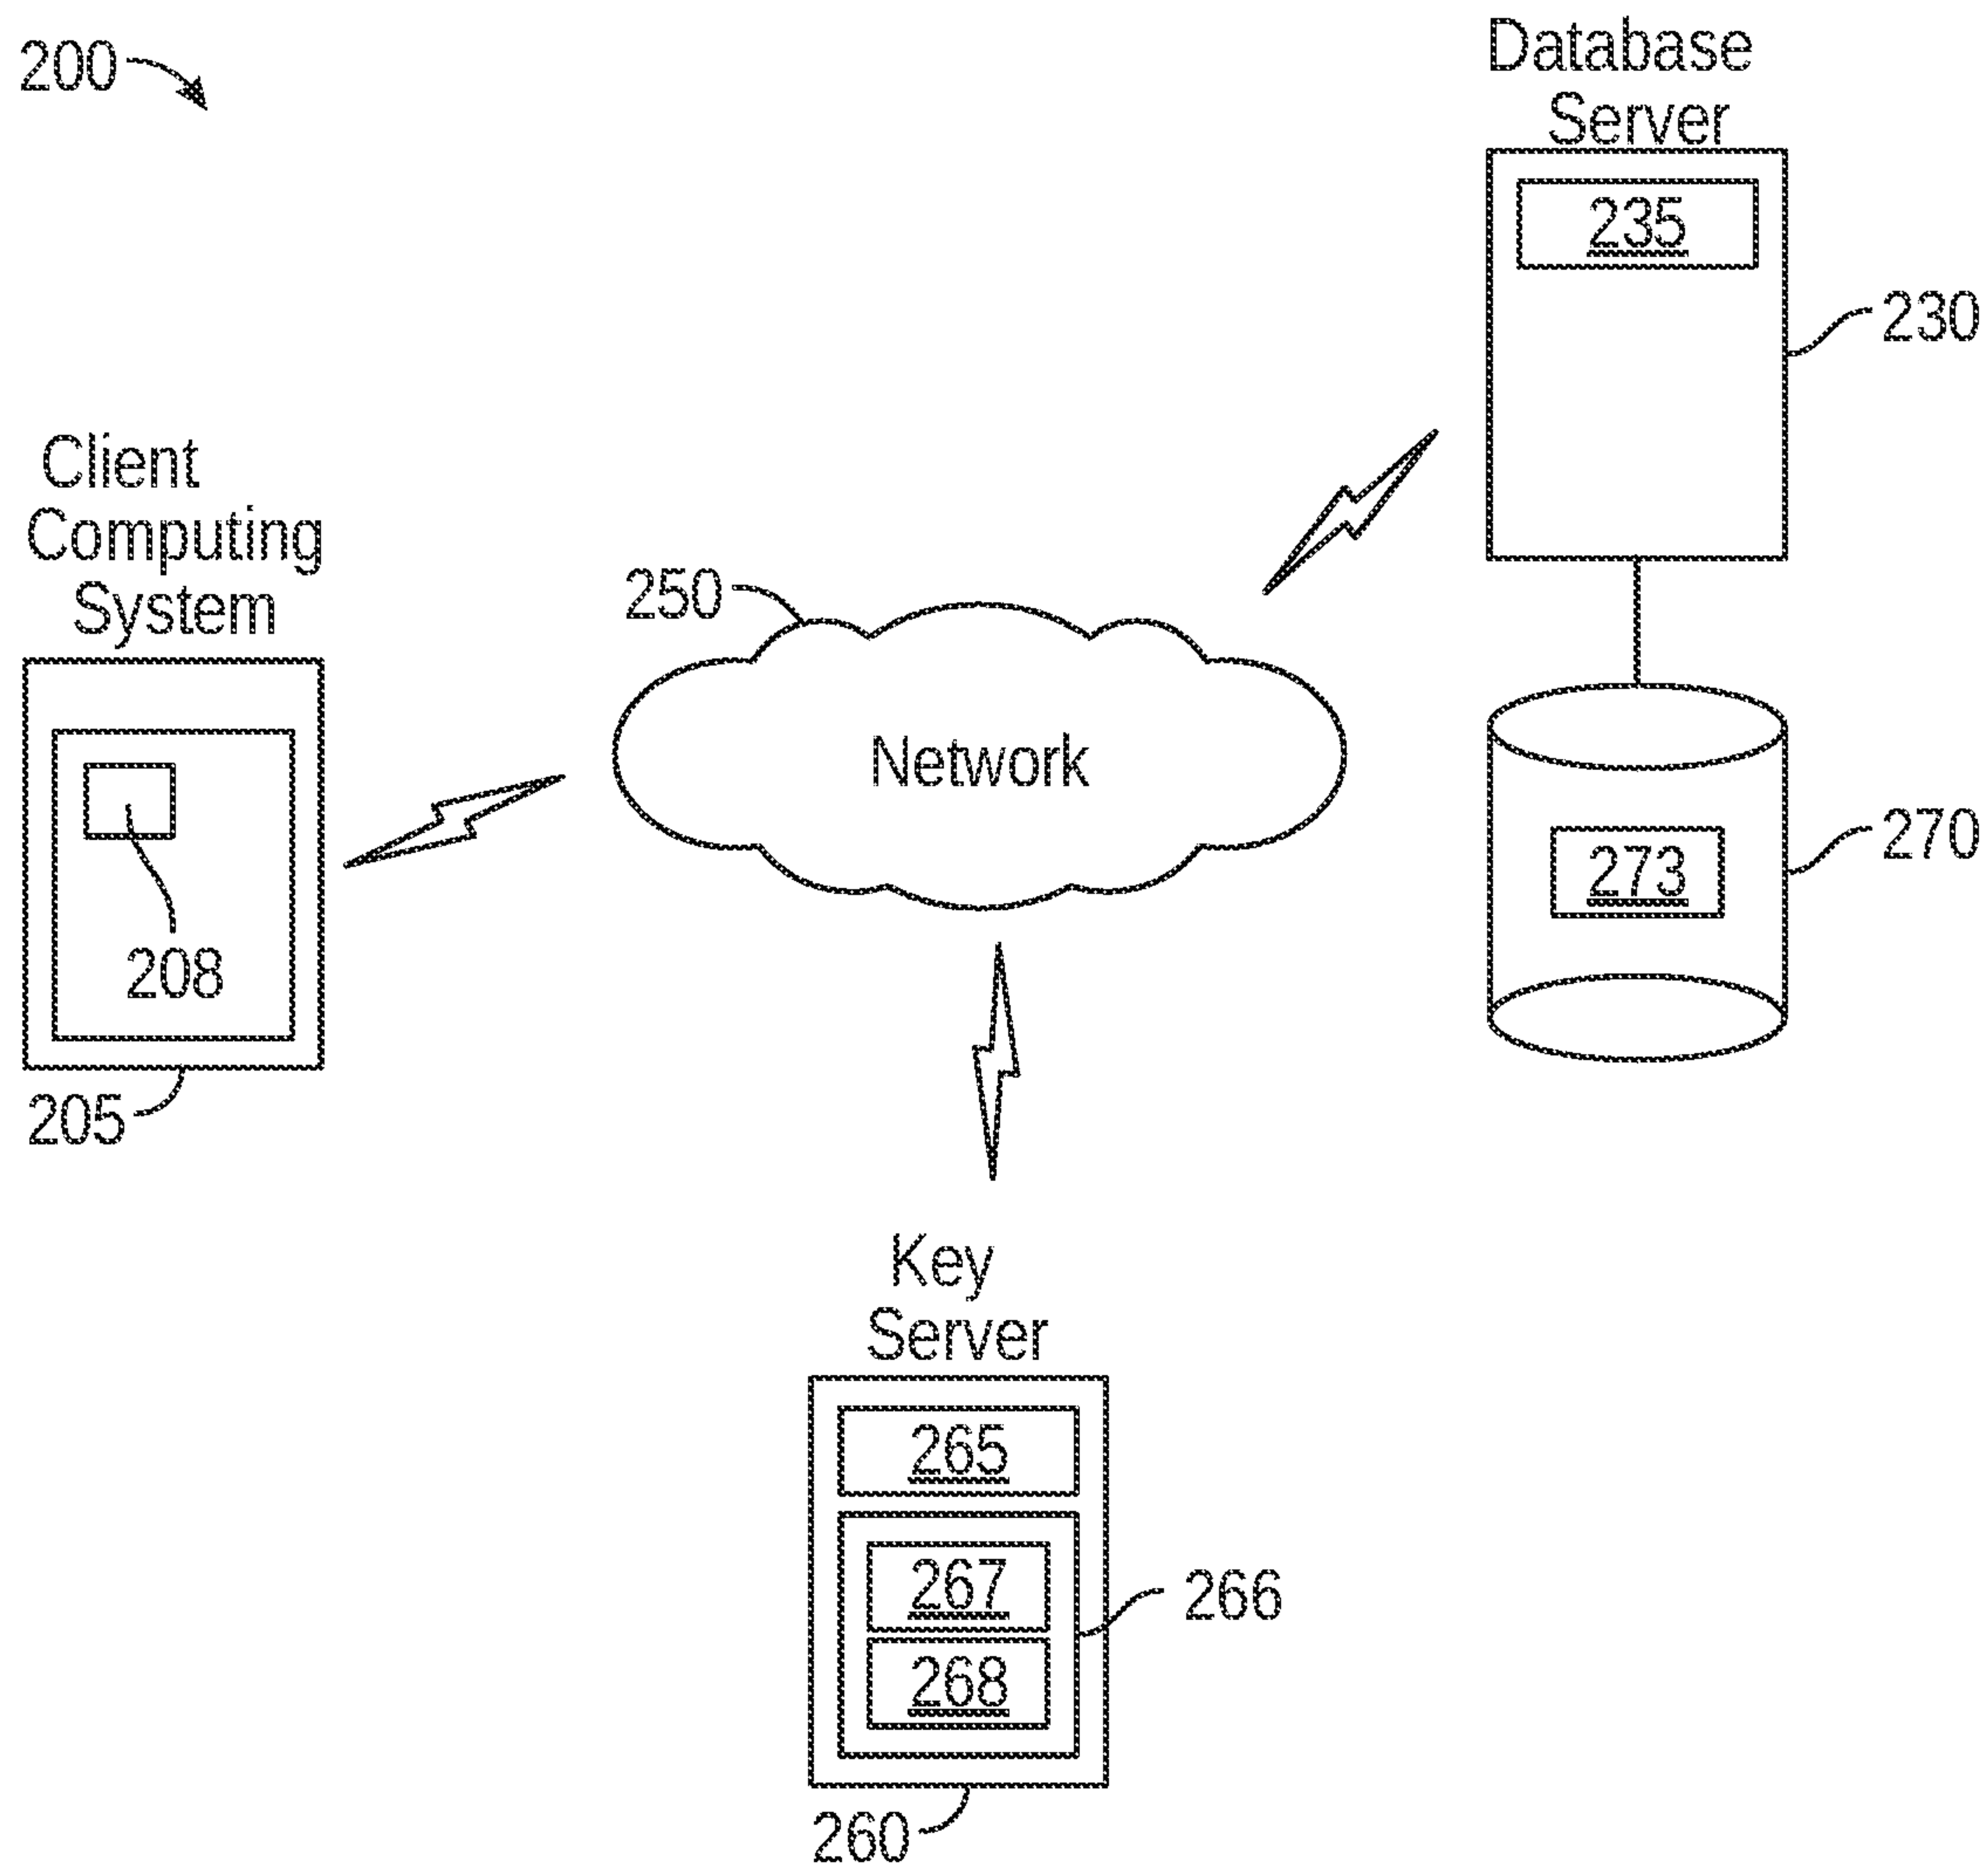 200
Database
Server
235
230
Client
Computing
System
250
Network
270
273
208
205
Key
Server
265
267
266
268
260